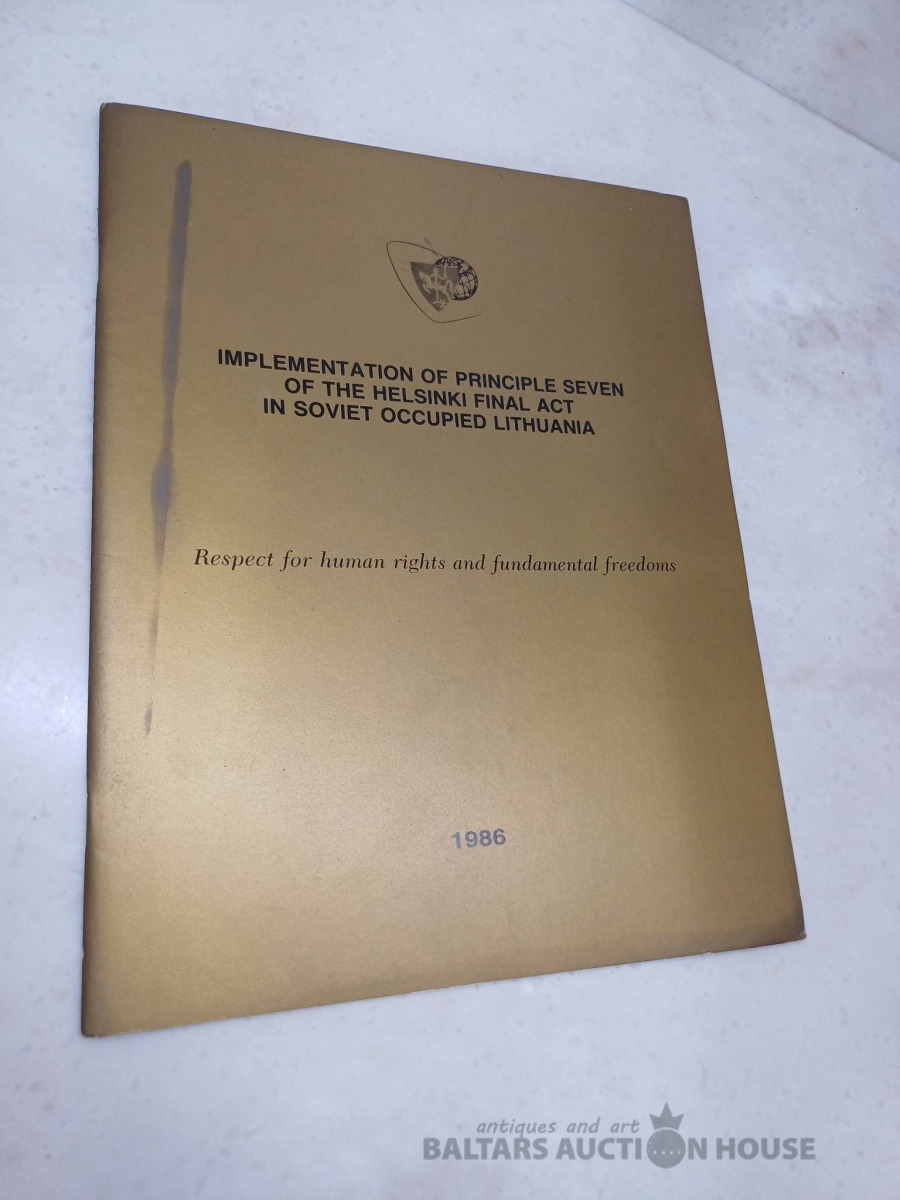 IMPLEMENTATION OF PRINCIPLE SEVEN
OF THE HELSINKI FINAL ACT
IN SOVIET OCCUPIED LITHUANIA
Respect for human rights and fundamental freedoms
1986
antiques and art
BALTARS AUCTION HOUSE